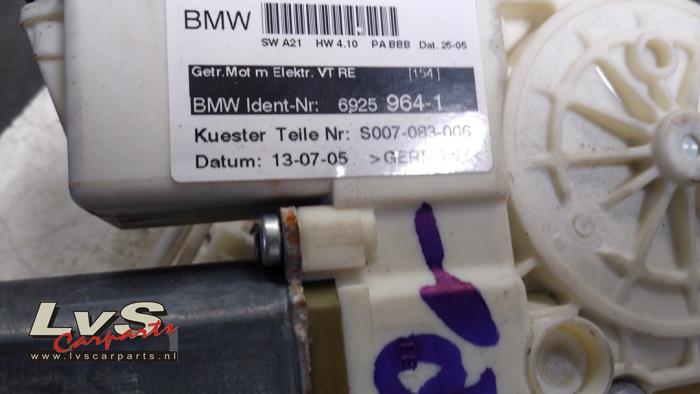 BMW
SW A21 HW 4.10 PA BBB Dat. 25-05
Getr.Mot m Elektr. VT RE [154]
BMW Ident-Nr: 6925 964-1
Kuester Teile Nr: S007-083-006
Datum: 13-07-05 >GERMANY<
LvS
Carparts
www.lvscarparts.nl